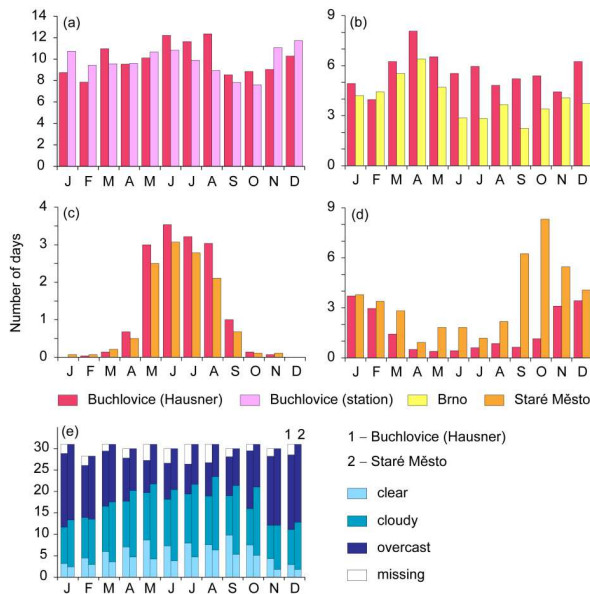 (a)
14
12
10
8
6
4
2
0
J F M A M J J A S O N D
(b)
9
6
3
0
J F M A M J J A S O N D
Number of days
(c)
4
3
2
1
0
J F M A M J J A S O N D
(d)
9
6
3
0
J F M A M J J A S O N D
Buchlovice (Hausner) Buchlovice (station) Brno Staré Město
(e)
30
25
20
15
10
5
0
J F M A M J J A S O N D
1 2
1 – Buchlovice (Hausner)
2 – Staré Město
clear
cloudy
overcast
missing